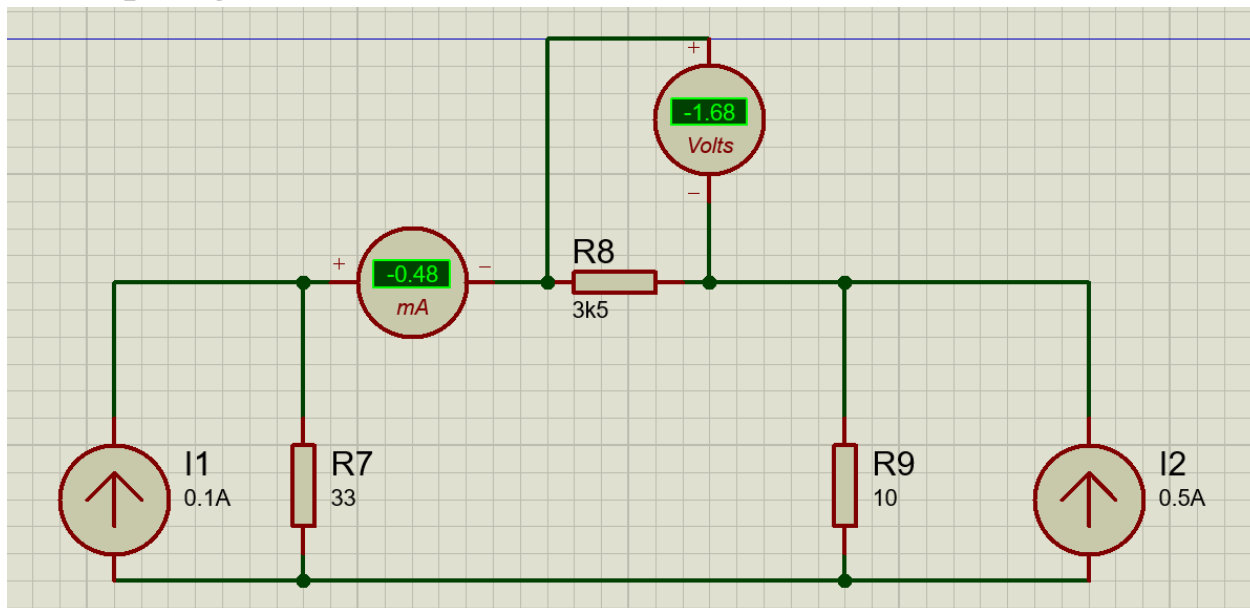 +
-1.68
Volts
−
R8
3k5
+
-0.48
mA
−
I1
0.1A
R7
33
R9
10
I2
0.5A